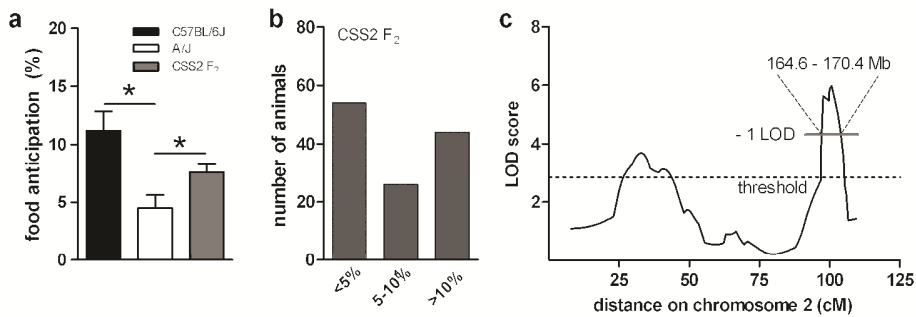 a
food anticipation (%)
20
15
10
5
0
C57BL/6J
A/J
CSS2 F2
*
*
b
CSS2 F2
number of animals
80
60
40
20
0
<5%
5-10%
>10%
c
LOD score
8
6
4
2
164.6 - 170.4 Mb
- 1 LOD
threshold
25
50
75
100
125
distance on chromosome 2 (cM)